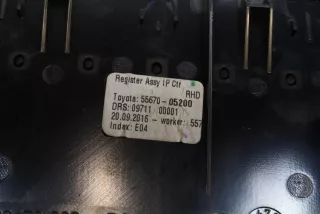 Register Assy I.P Ctr
RHD
Toyota: 55670-05200
DRS: 09711 00001
20.09.2016 - worker: 557
Index: E04